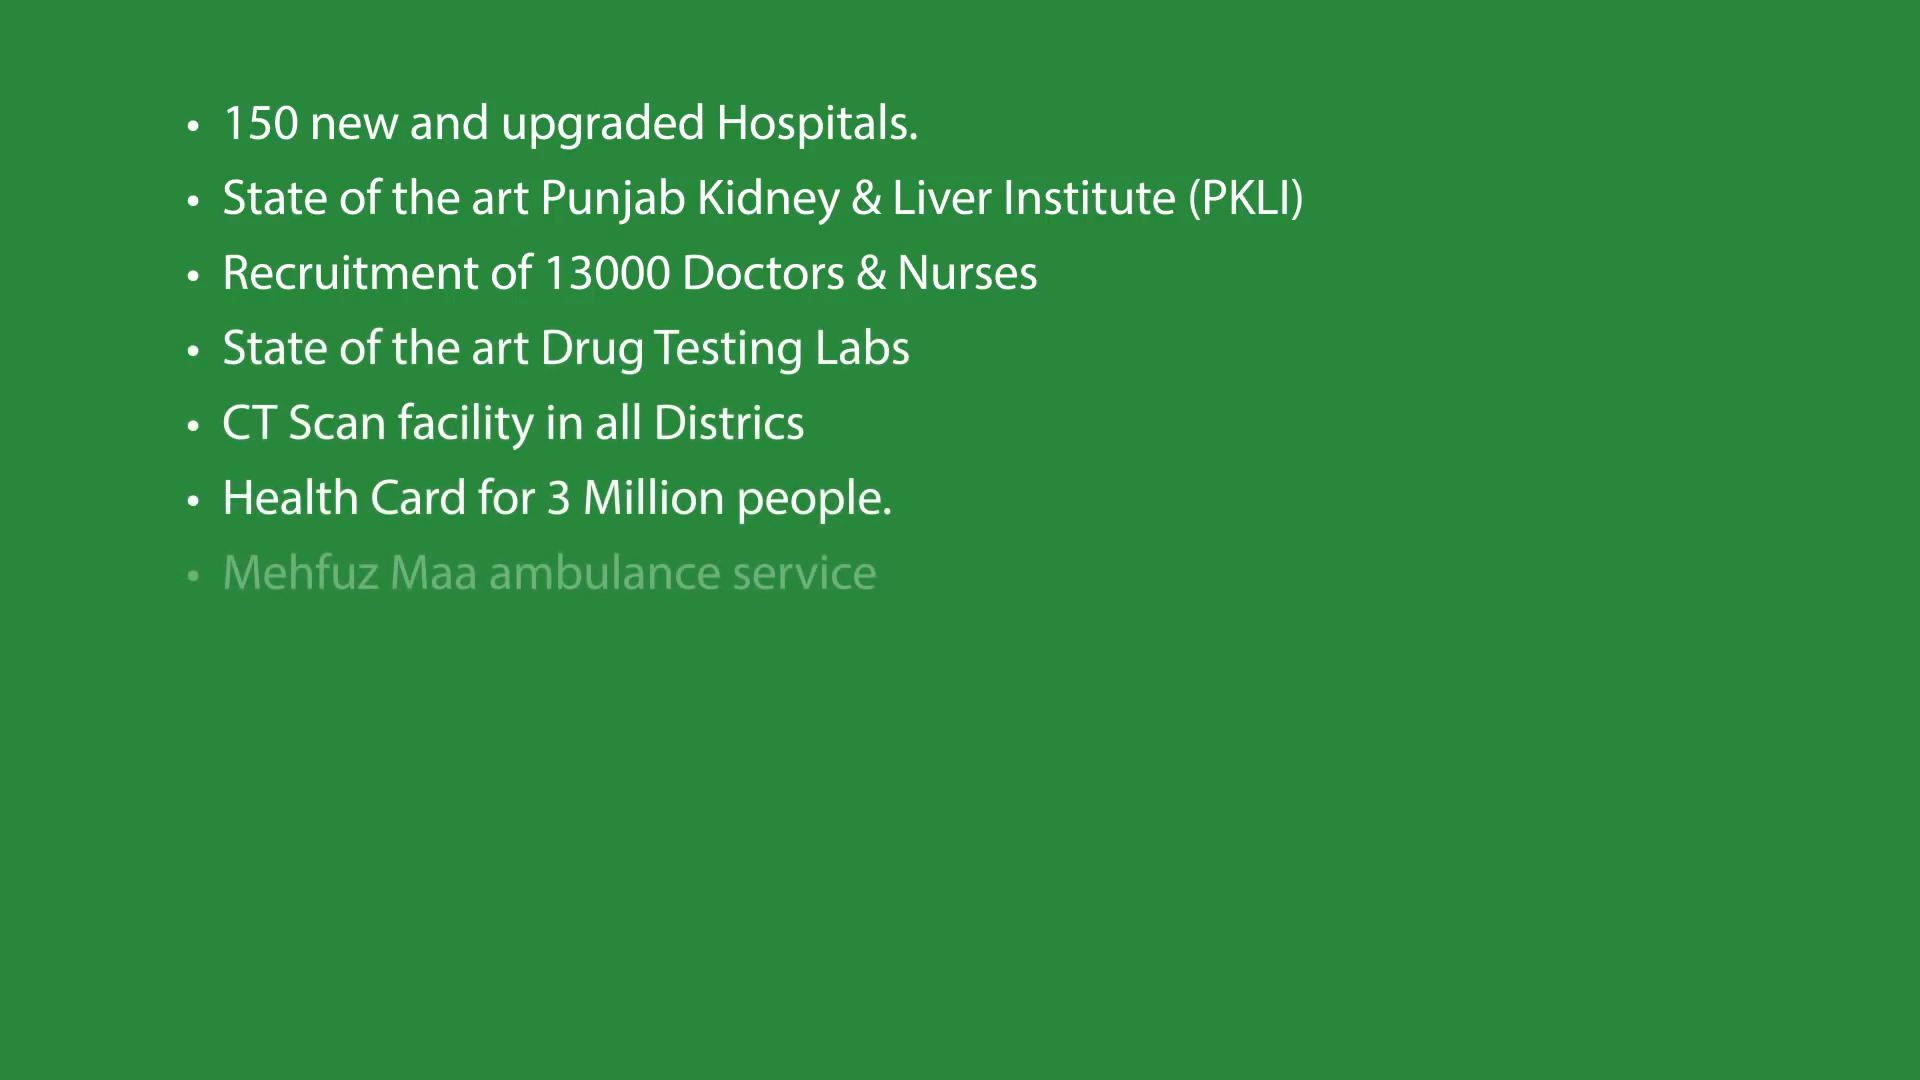 • 150 new and upgraded Hospitals.
• State of the art Punjab Kidney & Liver Institute (PKLI)
• Recruitment of 13000 Doctors & Nurses
• State of the art Drug Testing Labs
• CT Scan facility in all Districs
• Health Card for 3 Million people.
• Mehfuz Maa ambulance service